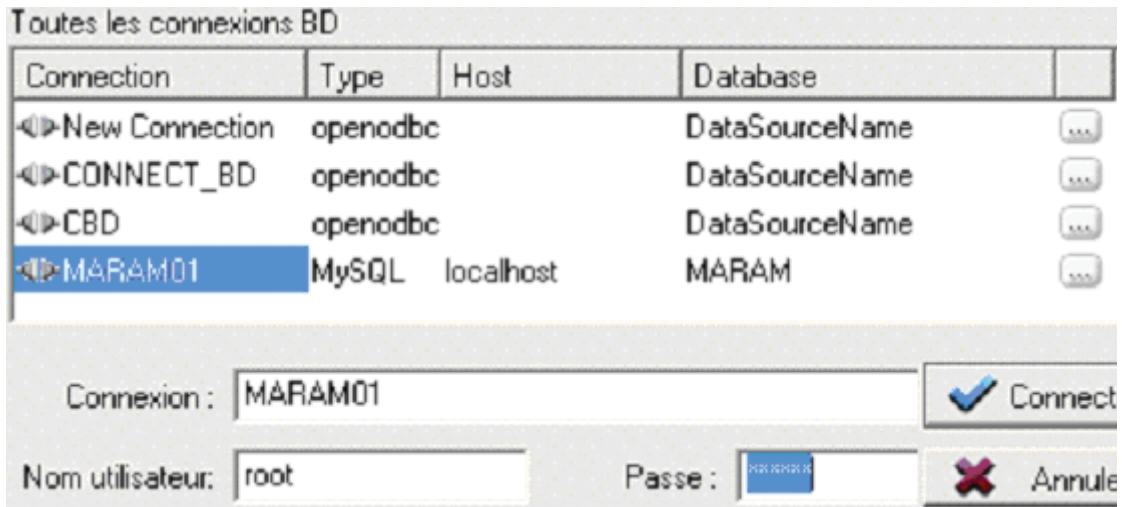 Toutes les connexions BD
Connection Type Host Database
New Connection openodbc DataSourceName ...
CONNECT_BD openodbc DataSourceName ...
CBD openodbc DataSourceName ...
MARAM01 MySQL localhost MARAM ...
Connexion : MARAM01 Connect
Nom utilisateur: root Passe : xxxxxx Annule